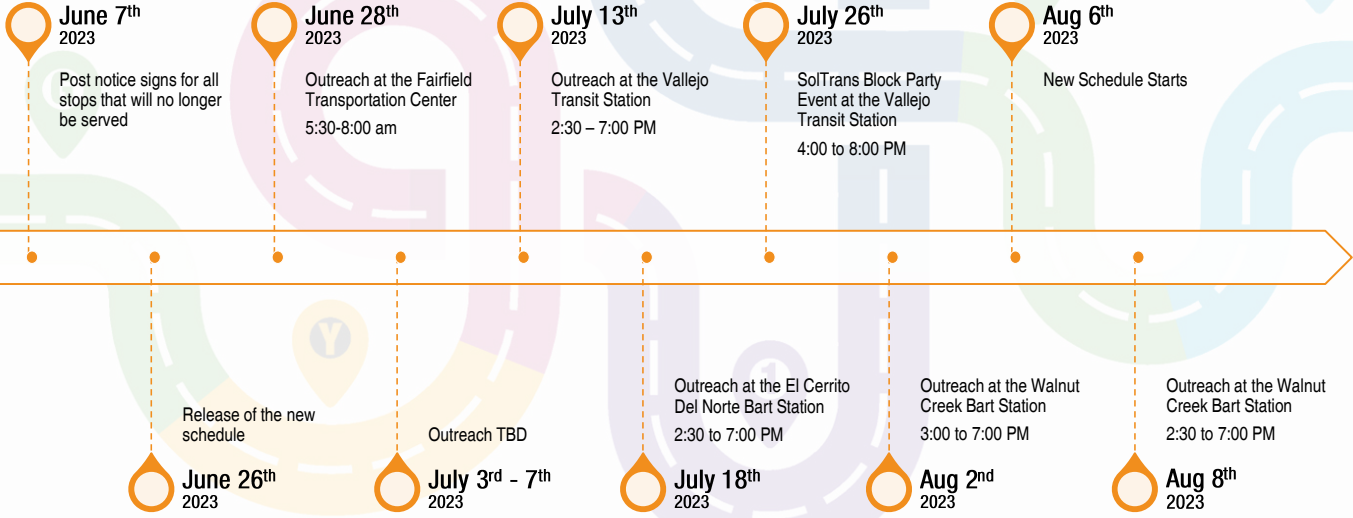 June 7th
2023
Post notice signs for all
stops that will no longer
be served
June 28th
2023
Outreach at the Fairfield
Transportation Center
5:30-8:00 am
July 13th
2023
Outreach at the Vallejo
Transit Station
2:30 – 7:00 PM
July 26th
2023
SolTrans Block Party
Event at the Vallejo
Transit Station
4:00 to 8:00 PM
Aug 6th
2023
New Schedule Starts
Release of the new
schedule
June 26th
2023
Outreach TBD
July 3rd - 7th
2023
Outreach at the El Cerrito
Del Norte Bart Station
2:30 to 7:00 PM
July 18th
2023
Outreach at the Walnut
Creek Bart Station
3:00 to 7:00 PM
Aug 2nd
2023
Outreach at the Walnut
Creek Bart Station
2:30 to 7:00 PM
Aug 8th
2023
Y
1